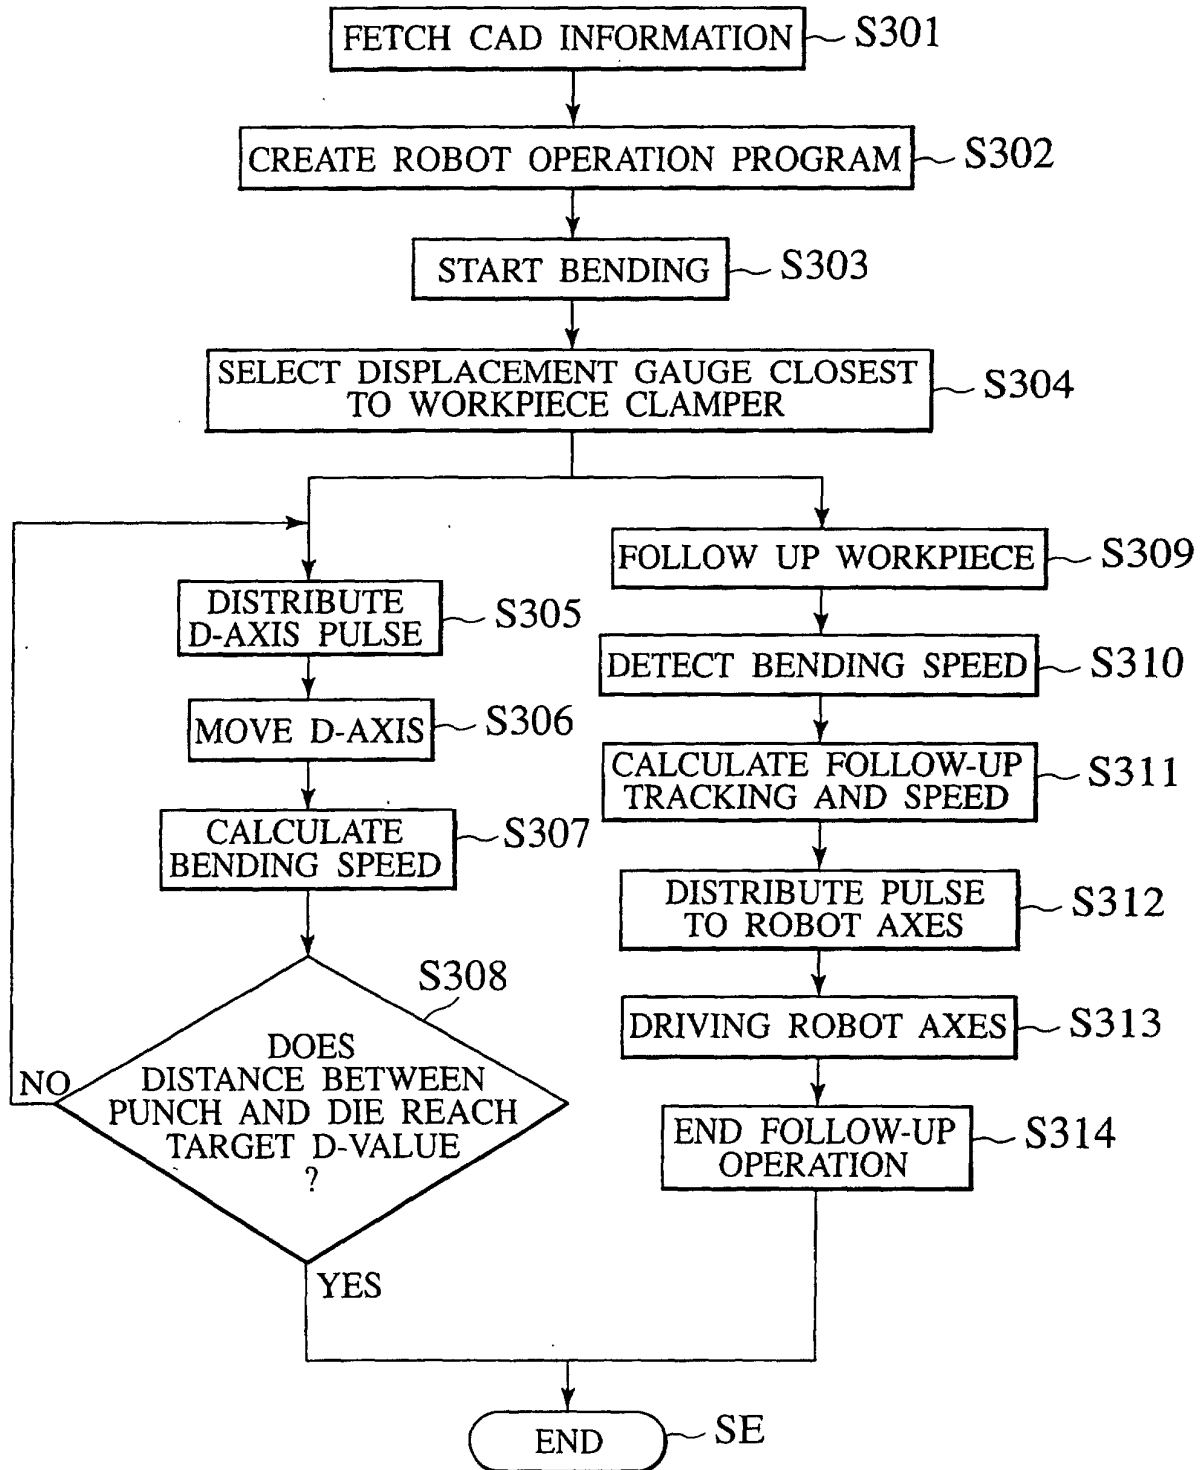 FETCH CAD INFORMATION
S301
CREATE ROBOT OPERATION PROGRAM
S302
START BENDING
S303
SELECT DISPLACEMENT GAUGE CLOSEST
TO WORKPIECE CLAMPER
S304
DISTRIBUTE
D-AXIS PULSE
S305
MOVE D-AXIS
S306
CALCULATE
BENDING SPEED
S307
S308
DOES
DISTANCE BETWEEN
PUNCH AND DIE REACH
TARGET D-VALUE
?
NO
YES
FOLLOW UP WORKPIECE
S309
DETECT BENDING SPEED
S310
CALCULATE FOLLOW-UP
TRACKING AND SPEED
S311
DISTRIBUTE PULSE
TO ROBOT AXES
S312
DRIVING ROBOT AXES
S313
END FOLLOW-UP
OPERATION
S314
END
SE